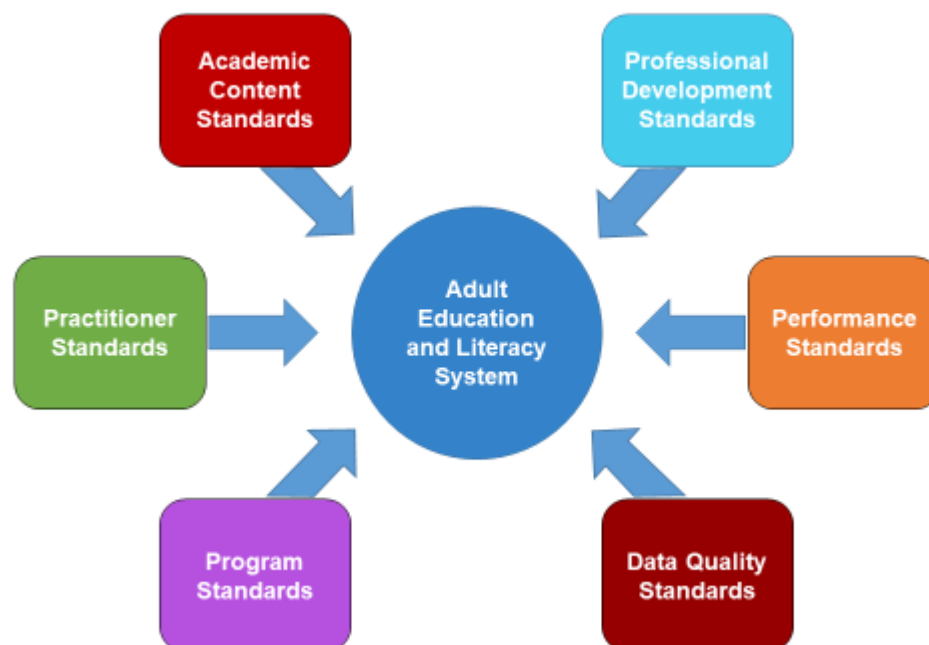 Academic
Content
Standards
Professional
Development
Standards
Practitioner
Standards
Adult
Education
and Literacy
System
Performance
Standards
Program
Standards
Data Quality
Standards